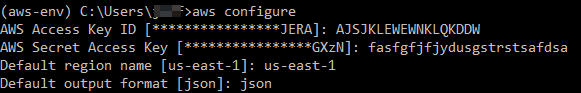 (aws-env) C:\Users\>aws configure
AWS Access Key ID [****************JERA]: AJSJKLEWEWNKLQKDDW
AWS Secret Access Key [****************GXzN]: fasfgfjfjydusgstrstsafdsa
Default region name [us-east-1]: us-east-1
Default output format [json]: json